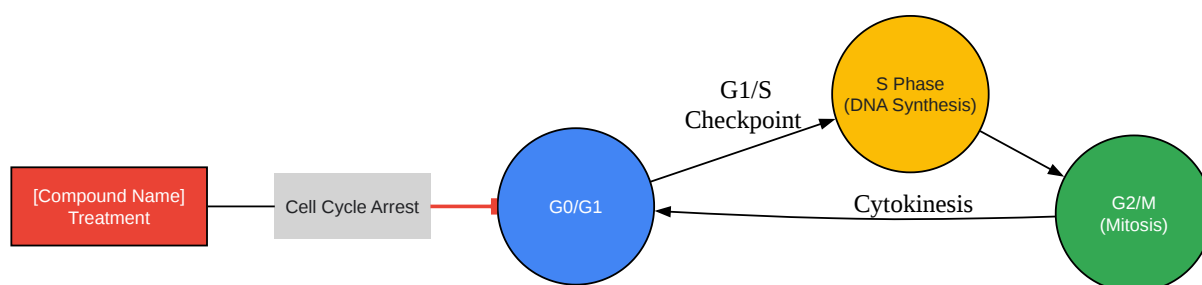 [Compound Name]
Treatment
Cell Cycle Arrest
G0/G1
G1/S
Checkpoint
S Phase
(DNA Synthesis)
Cytokinesis
G2/M
(Mitosis)